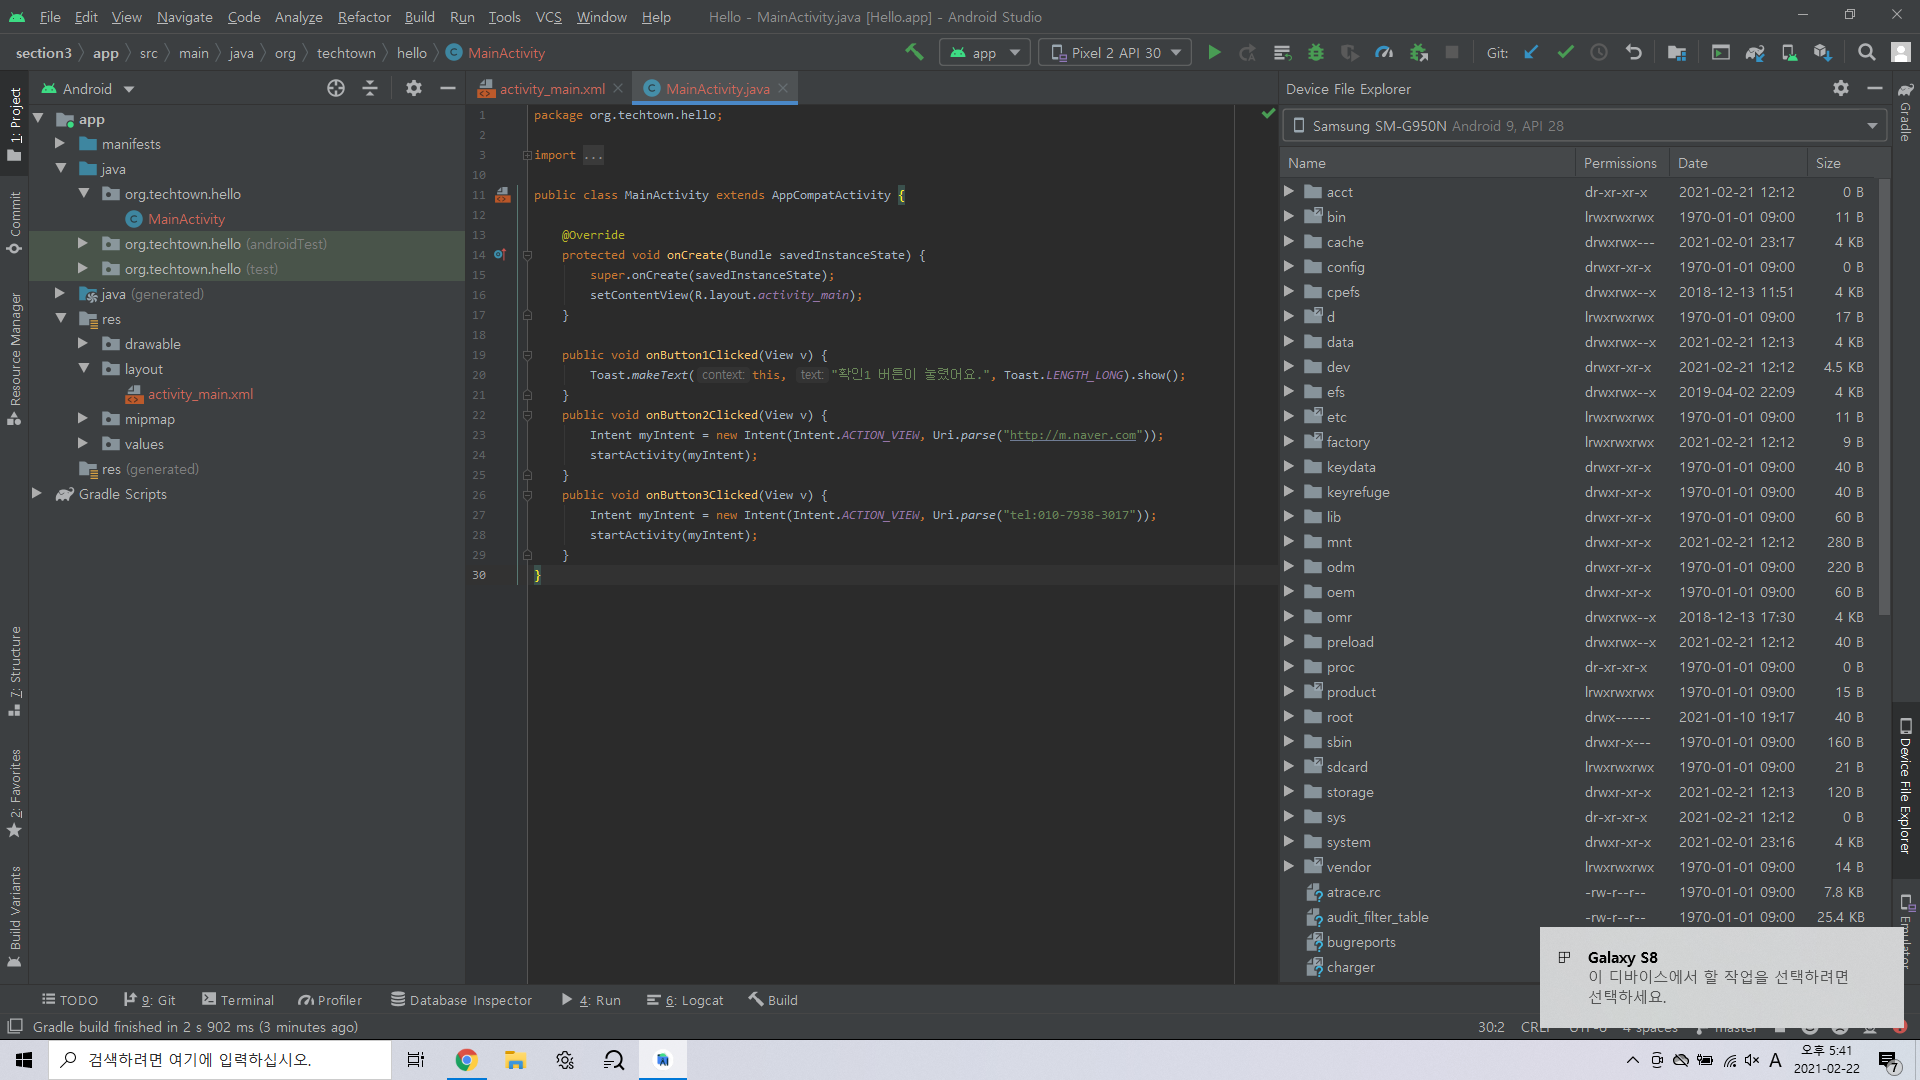 File Edit View Navigate Code Analyze Refactor Build Run Tools VCS Window Help Hello - MainActivity.java [Hello.app] - Android Studio
section3 app src main java org techtown hello MainActivity
app Pixel 2 API 30 Git:
Android
activity_main.xml MainActivity.java
Device File Explorer
1: Project
Commit
Resource Manager
7: Structure
2: Favorites
Build Variants
app
manifests
java
org.techtown.hello
MainActivity
org.techtown.hello (androidTest)
org.techtown.hello (test)
java (generated)
res
drawable
layout
activity_main.xml
mipmap
values
res (generated)
Gradle Scripts
1 package org.techtown.hello;
2
3 import ...
10
11 public class MainActivity extends AppCompatActivity {
12
13 @Override
14 protected void onCreate(Bundle savedInstanceState) {
15 super.onCreate(savedInstanceState);
16 setContentView(R.layout.activity_main);
17 }
18
19 public void onButton1Clicked(View v) {
20 Toast.makeText( context: this, text: "확인1 버튼이 눌렸어요.", Toast.LENGTH_LONG).show();
21 }
22 public void onButton2Clicked(View v) {
23 Intent myIntent = new Intent(Intent.ACTION_VIEW, Uri.parse("http://m.naver.com"));
24 startActivity(myIntent);
25 }
26 public void onButton3Clicked(View v) {
27 Intent myIntent = new Intent(Intent.ACTION_VIEW, Uri.parse("tel:010-7938-3017"));
28 startActivity(myIntent);
29 }
30 }
Samsung SM-G950N Android 9, API 28
Name Permissions Date Size
acct dr-xr-xr-x 2021-02-21 12:12 0 B
bin lrwxrwxrwx 1970-01-01 09:00 11 B
cache drwxrwx--- 2021-02-01 23:17 4 KB
config drwxr-xr-x 1970-01-01 09:00 0 B
cpefs drwxrwx--x 2018-12-13 11:51 4 KB
d lrwxrwxrwx 1970-01-01 09:00 17 B
data drwxrwx--x 2021-02-21 12:13 4 KB
dev drwxr-xr-x 2021-02-21 12:12 4.5 KB
efs drwxrwx--x 2019-04-02 22:09 4 KB
etc lrwxrwxrwx 1970-01-01 09:00 11 B
factory lrwxrwxrwx 2021-02-21 12:12 9 B
keydata drwxr-xr-x 1970-01-01 09:00 40 B
keyrefuge drwxr-xr-x 1970-01-01 09:00 40 B
lib drwxr-xr-x 1970-01-01 09:00 60 B
mnt drwxr-xr-x 2021-02-21 12:12 280 B
odm drwxr-xr-x 1970-01-01 09:00 220 B
oem drwxr-xr-x 1970-01-01 09:00 60 B
omr drwxrwx--x 2018-12-13 17:30 4 KB
preload drwxrwx--x 2021-02-21 12:12 40 B
proc dr-xr-xr-x 1970-01-01 09:00 0 B
product lrwxrwxrwx 1970-01-01 09:00 15 B
root drwx------ 2021-01-10 19:17 40 B
sbin drwxr-x--- 1970-01-01 09:00 160 B
sdcard lrwxrwxrwx 1970-01-01 09:00 21 B
storage drwxr-xr-x 2021-02-21 12:13 120 B
sys dr-xr-xr-x 2021-02-21 12:12 0 B
system drwxr-xr-x 2021-02-01 23:16 4 KB
vendor lrwxrwxrwx 1970-01-01 09:00 14 B
atrace.rc -rw-r--r-- 1970-01-01 09:00 7.8 KB
audit_filter_table -rw-r--r-- 1970-01-01 09:00 25.4 KB
bugreports
charger
Gradle
Device File Explorer
Emulator
Galaxy S8
이 디바이스에서 할 작업을 선택하려면
선택하세요.
TODO 9: Git Terminal Profiler Database Inspector 4: Run 6: Logcat Build
Gradle build finished in 2 s 902 ms (3 minutes ago) 30:2 CRLF UTF-8 4 spaces master
검색하려면 여기에 입력하십시오.
A 오후 5:41
2021-02-22
7